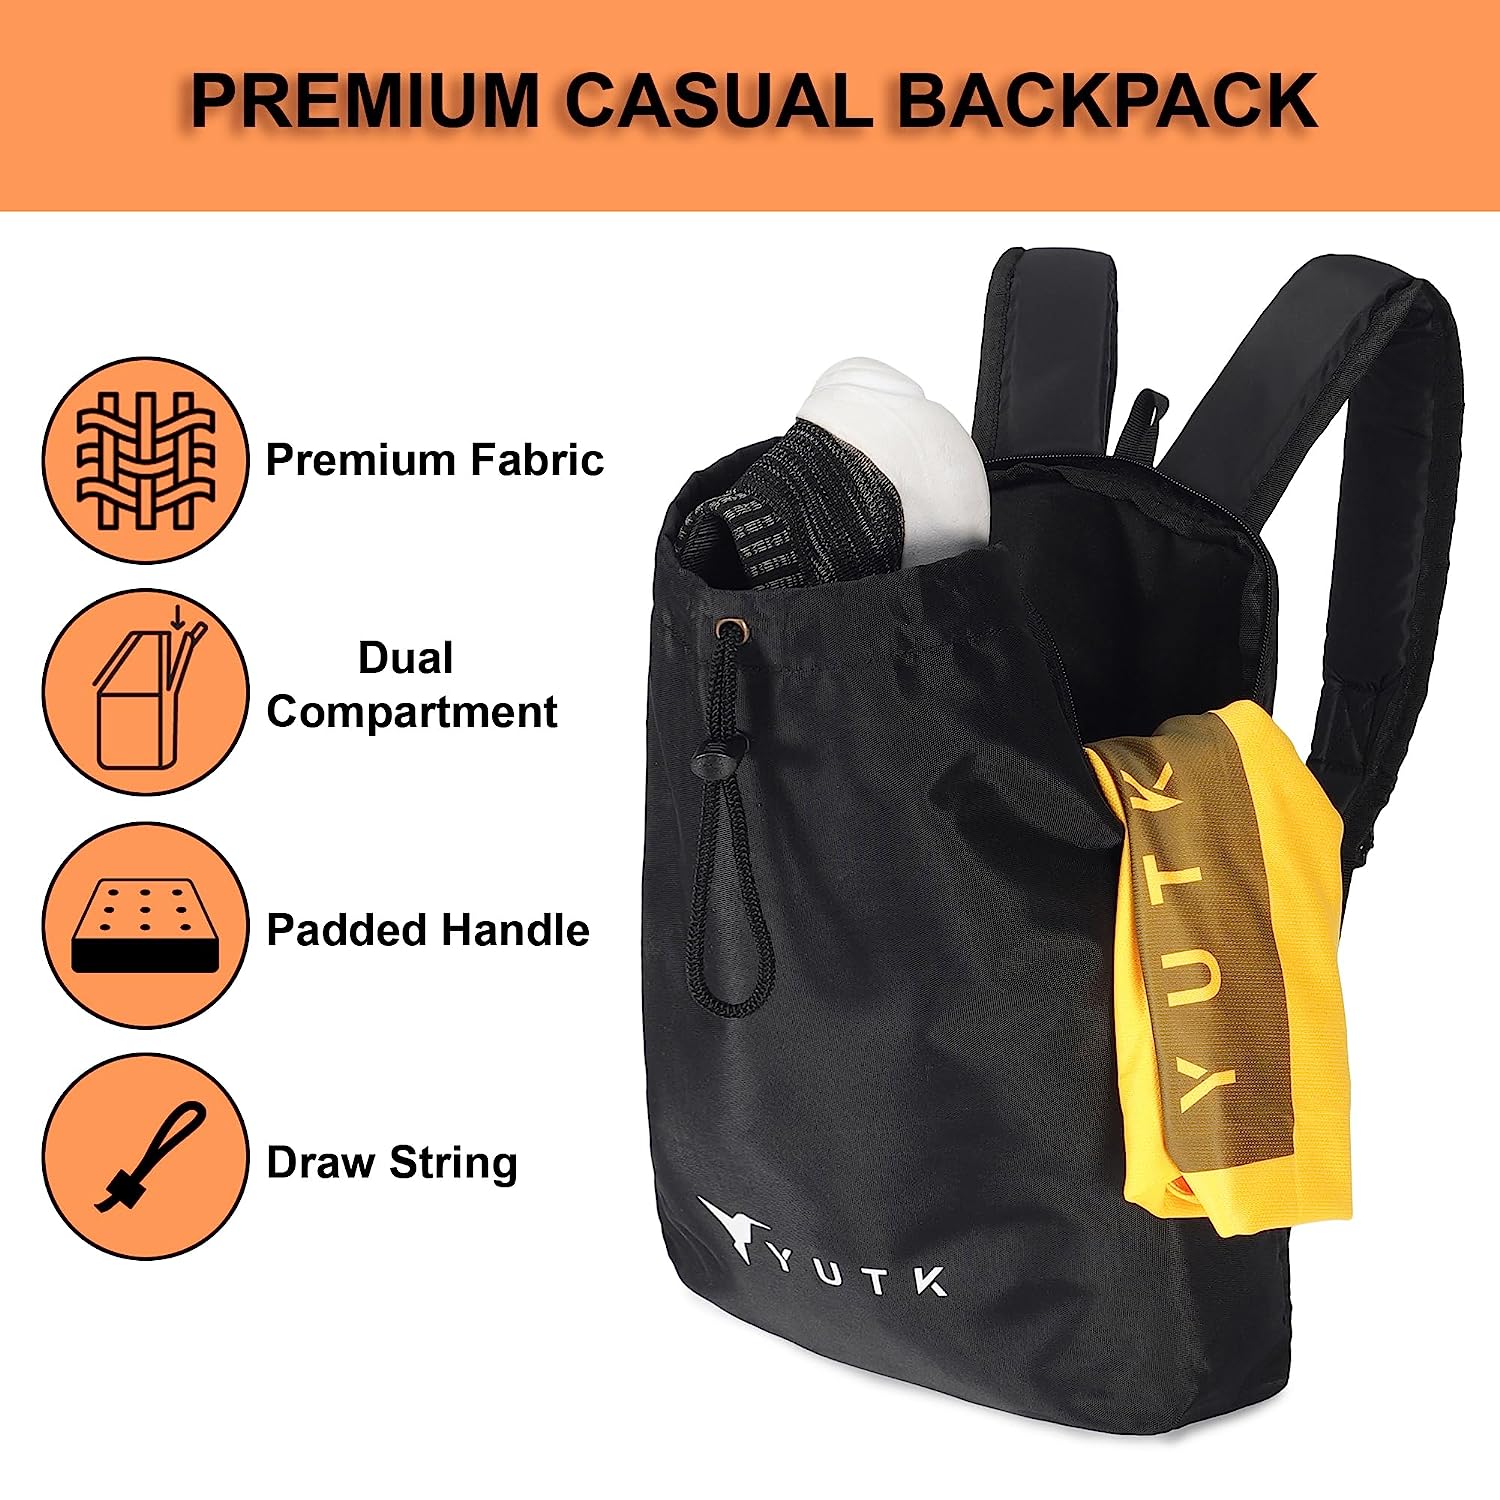 PREMIUM CASUAL BACKPACK
Premium Fabric
Dual
Compartment
Padded Handle
Draw String
YUTK
YUTK